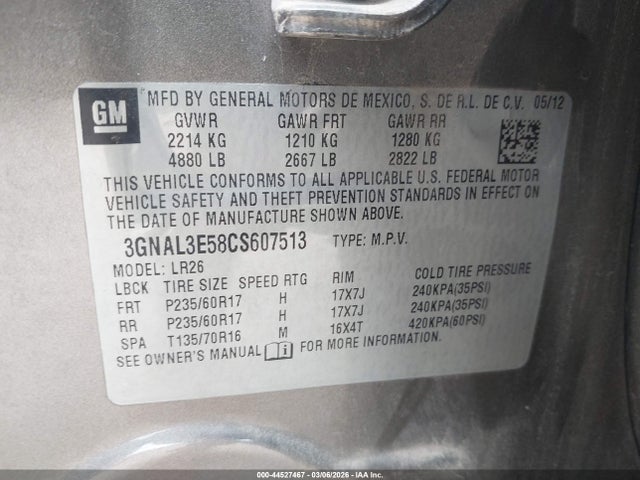 GM
MFD BY GENERAL MOTORS DE MEXICO, S. DE R.L. DE C.V. 05/12
GVWR GAWR FRT GAWR RR
2214 KG 1210 KG 1280 KG
4880 LB 2667 LB 2822 LB
THIS VEHICLE CONFORMS TO ALL APPLICABLE U.S. FEDERAL MOTOR
VEHICLE SAFETY AND THEFT PREVENTION STANDARDS IN EFFECT ON
THE DATE OF MANUFACTURE SHOWN ABOVE.
3GNAL3E58CS607513 TYPE: M.P.V.
MODEL: LR26
LBCK TIRE SIZE SPEED RTG RIM COLD TIRE PRESSURE
FRT P235/60R17 H 17X7J 240KPA(35PSI)
RR P235/60R17 H 17X7J 240KPA(35PSI)
SPA T135/70R16 M 16X4T 420KPA(60PSI)
SEE OWNER'S MANUAL i FOR MORE INFORMATION.
000-44527467 - 03/06/2026 - IAA Inc.